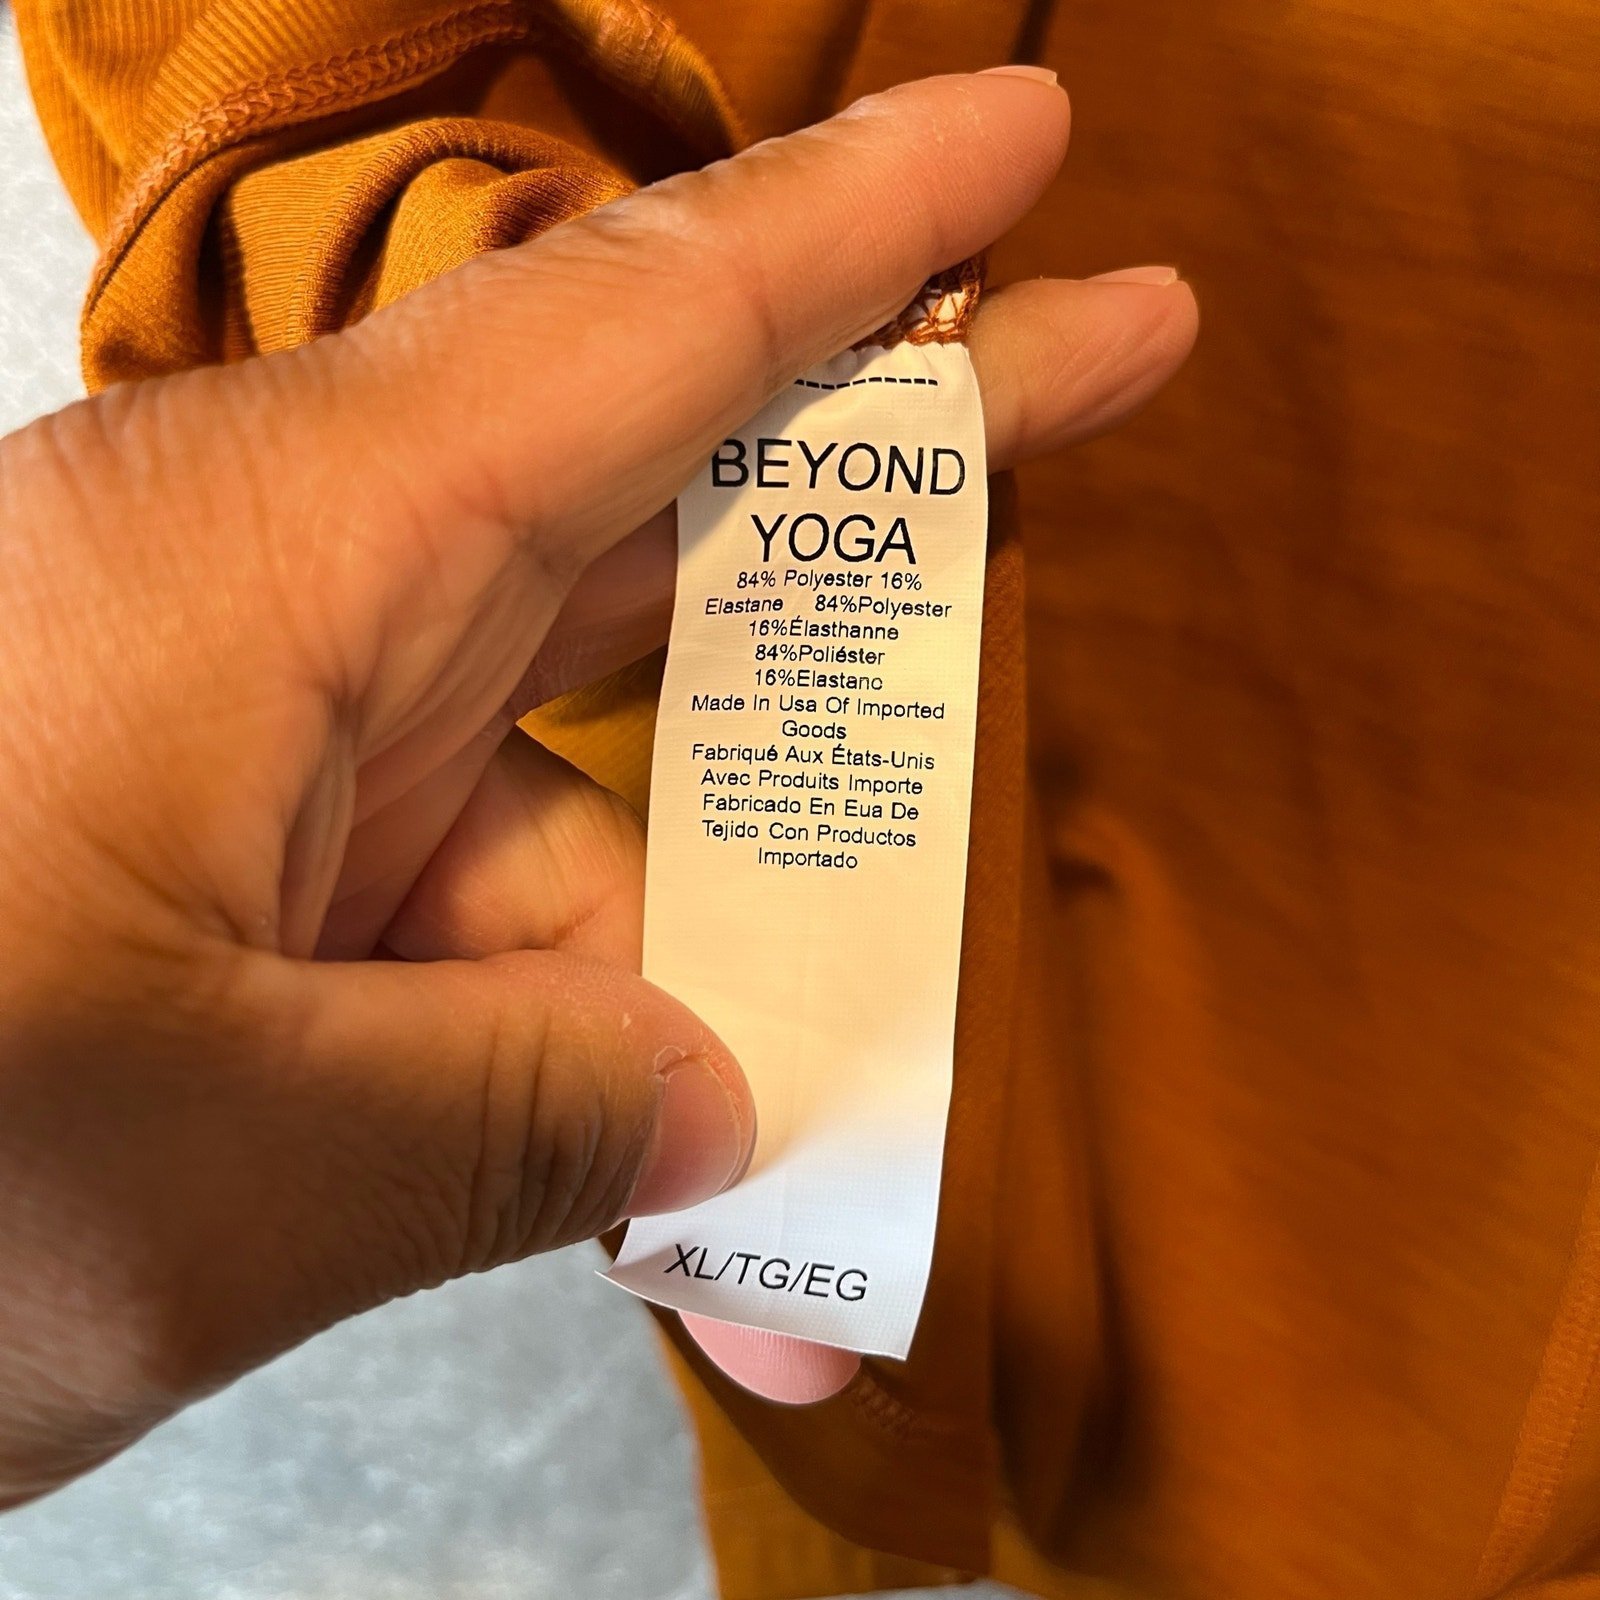 BEYOND
YOGA
84% Polyester 16%
Elastane 84%Polyester
16%Élasthanne
84%Poliéster
16%Elastano
Made In Usa Of Imported
Goods
Fabriqué Aux États-Unis
Avec Produits Importe
Fabricado En Eua De
Tejido Con Productos
Importado
XL/TG/EG